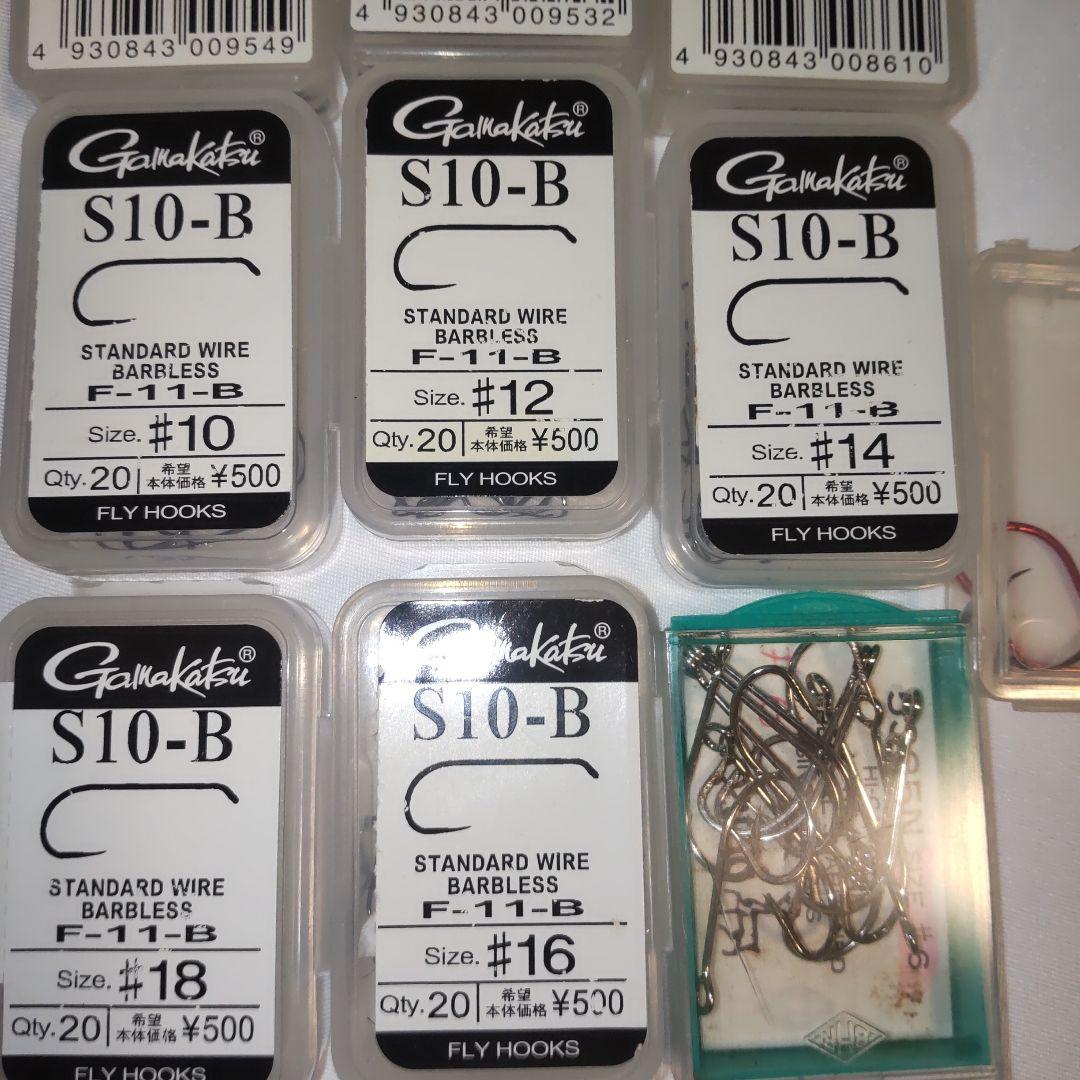 4 930843 009549
4 930843 009532
4 930843 008610
Gamakatsu®
S10-B
STANDARD WIRE
BARBLESS
F-11-B
Size. #10
Qty. 20 希望本体価格 ¥500
FLY HOOKS
Gamakatsu®
S10-B
STANDARD WIRE
BARBLESS
F-11-B
Size. #12
Qty. 20 希望本体価格 ¥500
FLY HOOKS
Gamakatsu®
S10-B
STANDARD WIRE
BARBLESS
F-11-B
Size. #14
Qty. 20 希望本体価格 ¥500
FLY HOOKS
Gamakatsu®
S10-B
STANDARD WIRE
BARBLESS
F-11-B
Size. #18
Qty. 20 希望本体価格 ¥500
FLY HOOKS
Gamakatsu®
S10-B
STANDARD WIRE
BARBLESS
F-11-B
Size. #16
Qty. 20 希望本体価格 ¥500
FLY HOOKS
SIZE #6